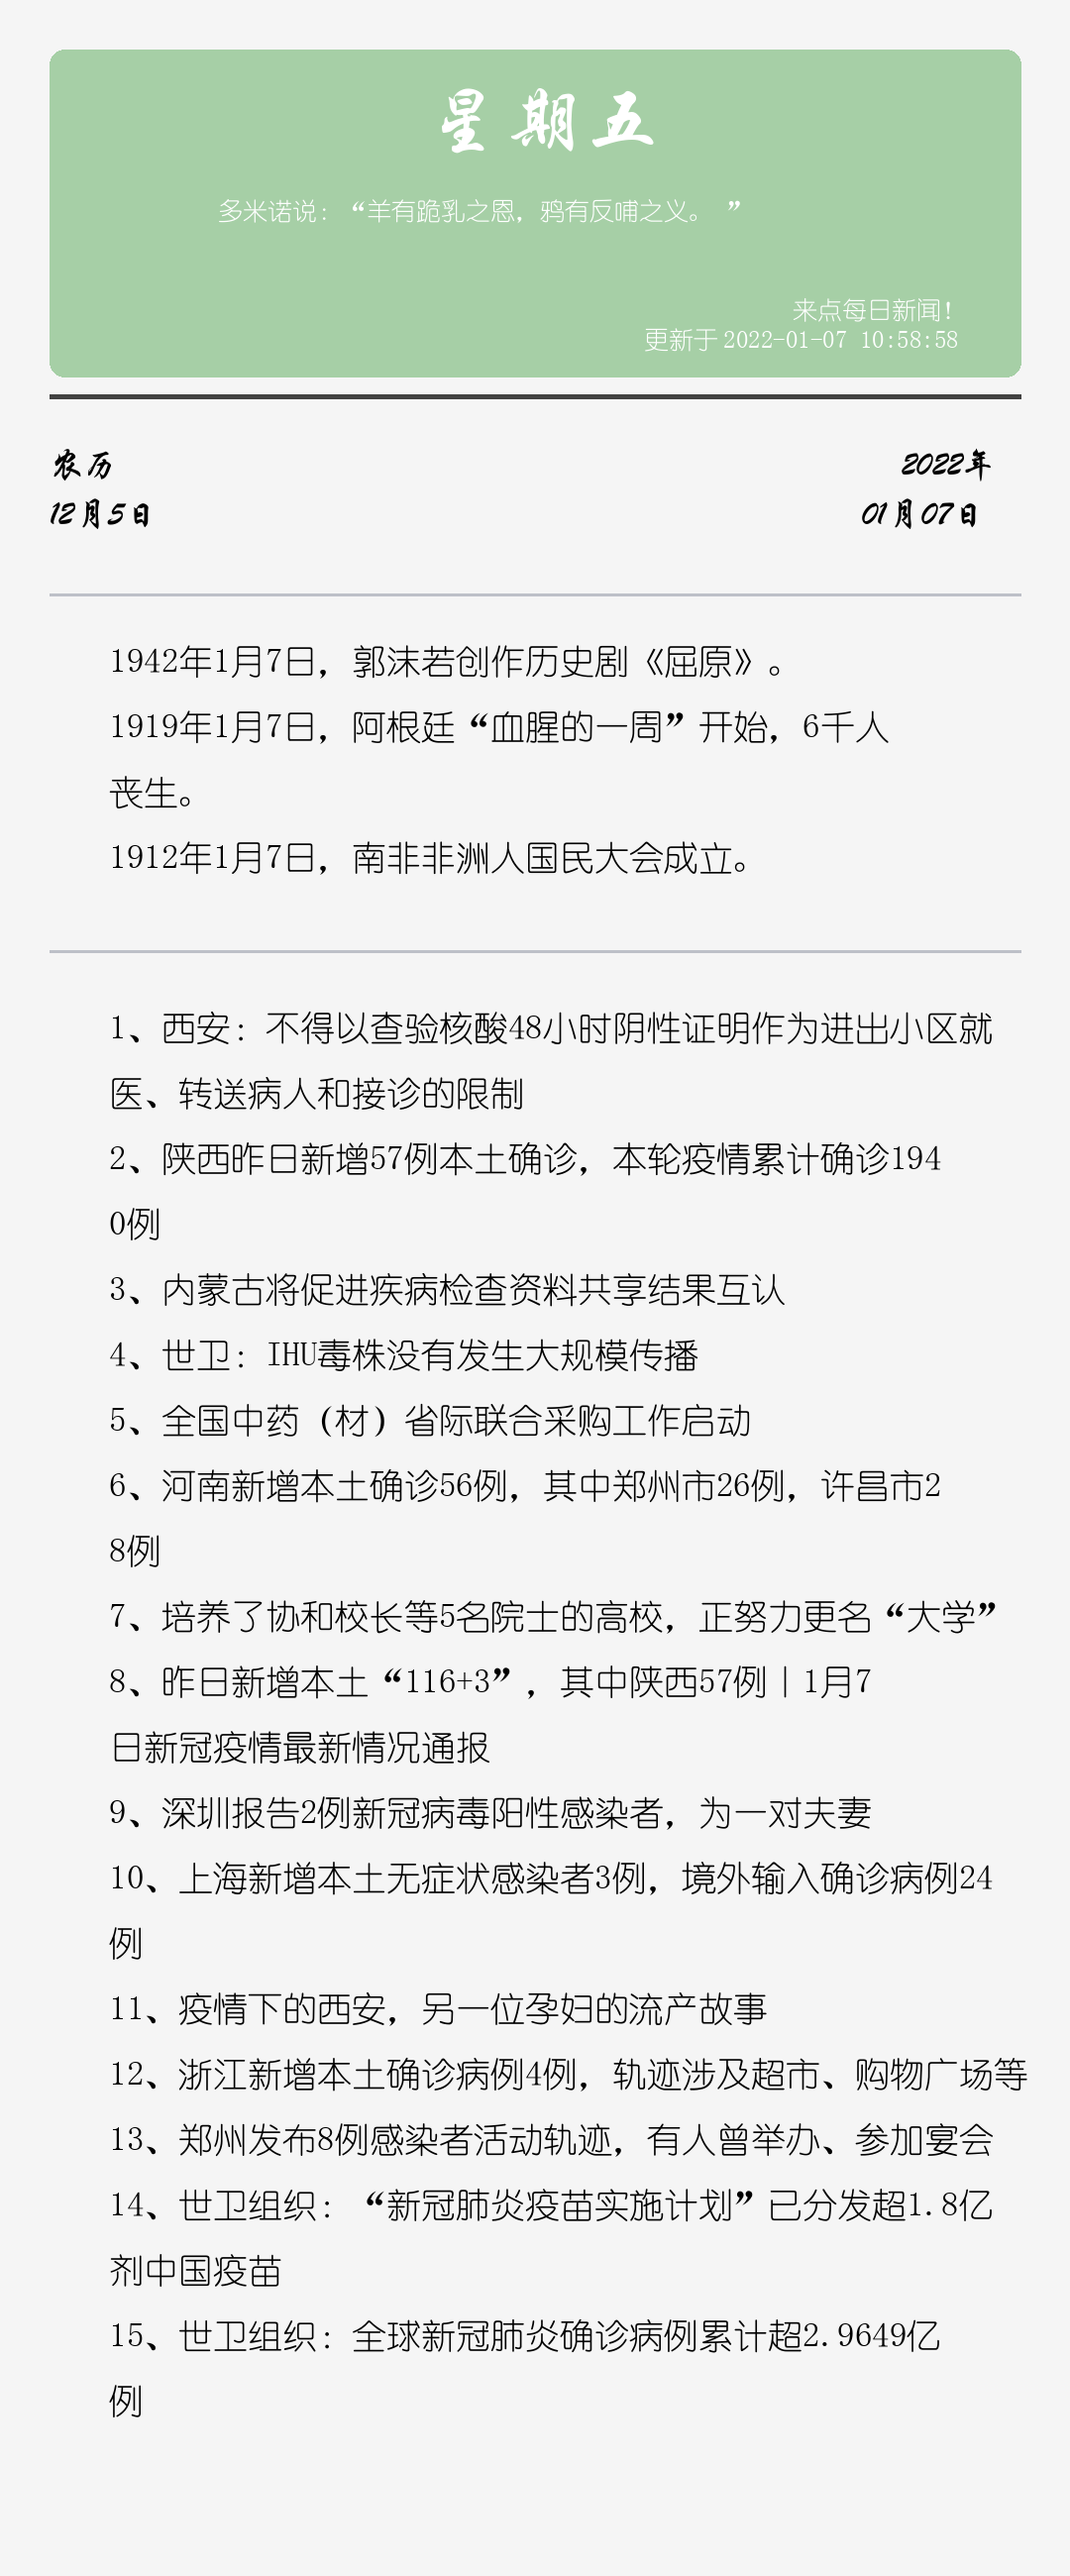 星期五
多米诺说：“羊有跪乳之恩，鸦有反哺之义。 ”
来点每日新闻！
更新于 2022-01-07 10:58:58
农历
12月5日
2022年
01月07日
1942年1月7日，郭沫若创作历史剧《屈原》。
1919年1月7日，阿根廷“血腥的一周”开始，6千人
丧生。
1912年1月7日，南非非洲人国民大会成立。
1、西安：不得以查验核酸48小时阴性证明作为进出小区就
医、转送病人和接诊的限制
2、陕西昨日新增57例本土确诊，本轮疫情累计确诊194
0例
3、内蒙古将促进疾病检查资料共享结果互认
4、世卫：IHU毒株没有发生大规模传播
5、全国中药（材）省际联合采购工作启动
6、河南新增本土确诊56例，其中郑州市26例，许昌市2
8例
7、培养了协和校长等5名院士的高校，正努力更名“大学”
8、昨日新增本土“116+3”，其中陕西57例｜1月7
日新冠疫情最新情况通报
9、深圳报告2例新冠病毒阳性感染者，为一对夫妻
10、上海新增本土无症状感染者3例，境外输入确诊病例24
例
11、疫情下的西安，另一位孕妇的流产故事
12、浙江新增本土确诊病例4例，轨迹涉及超市、购物广场等
13、郑州发布8例感染者活动轨迹，有人曾举办、参加宴会
14、世卫组织：“新冠肺炎疫苗实施计划”已分发超1.8亿
剂中国疫苗
15、世卫组织：全球新冠肺炎确诊病例累计超2.9649亿
例